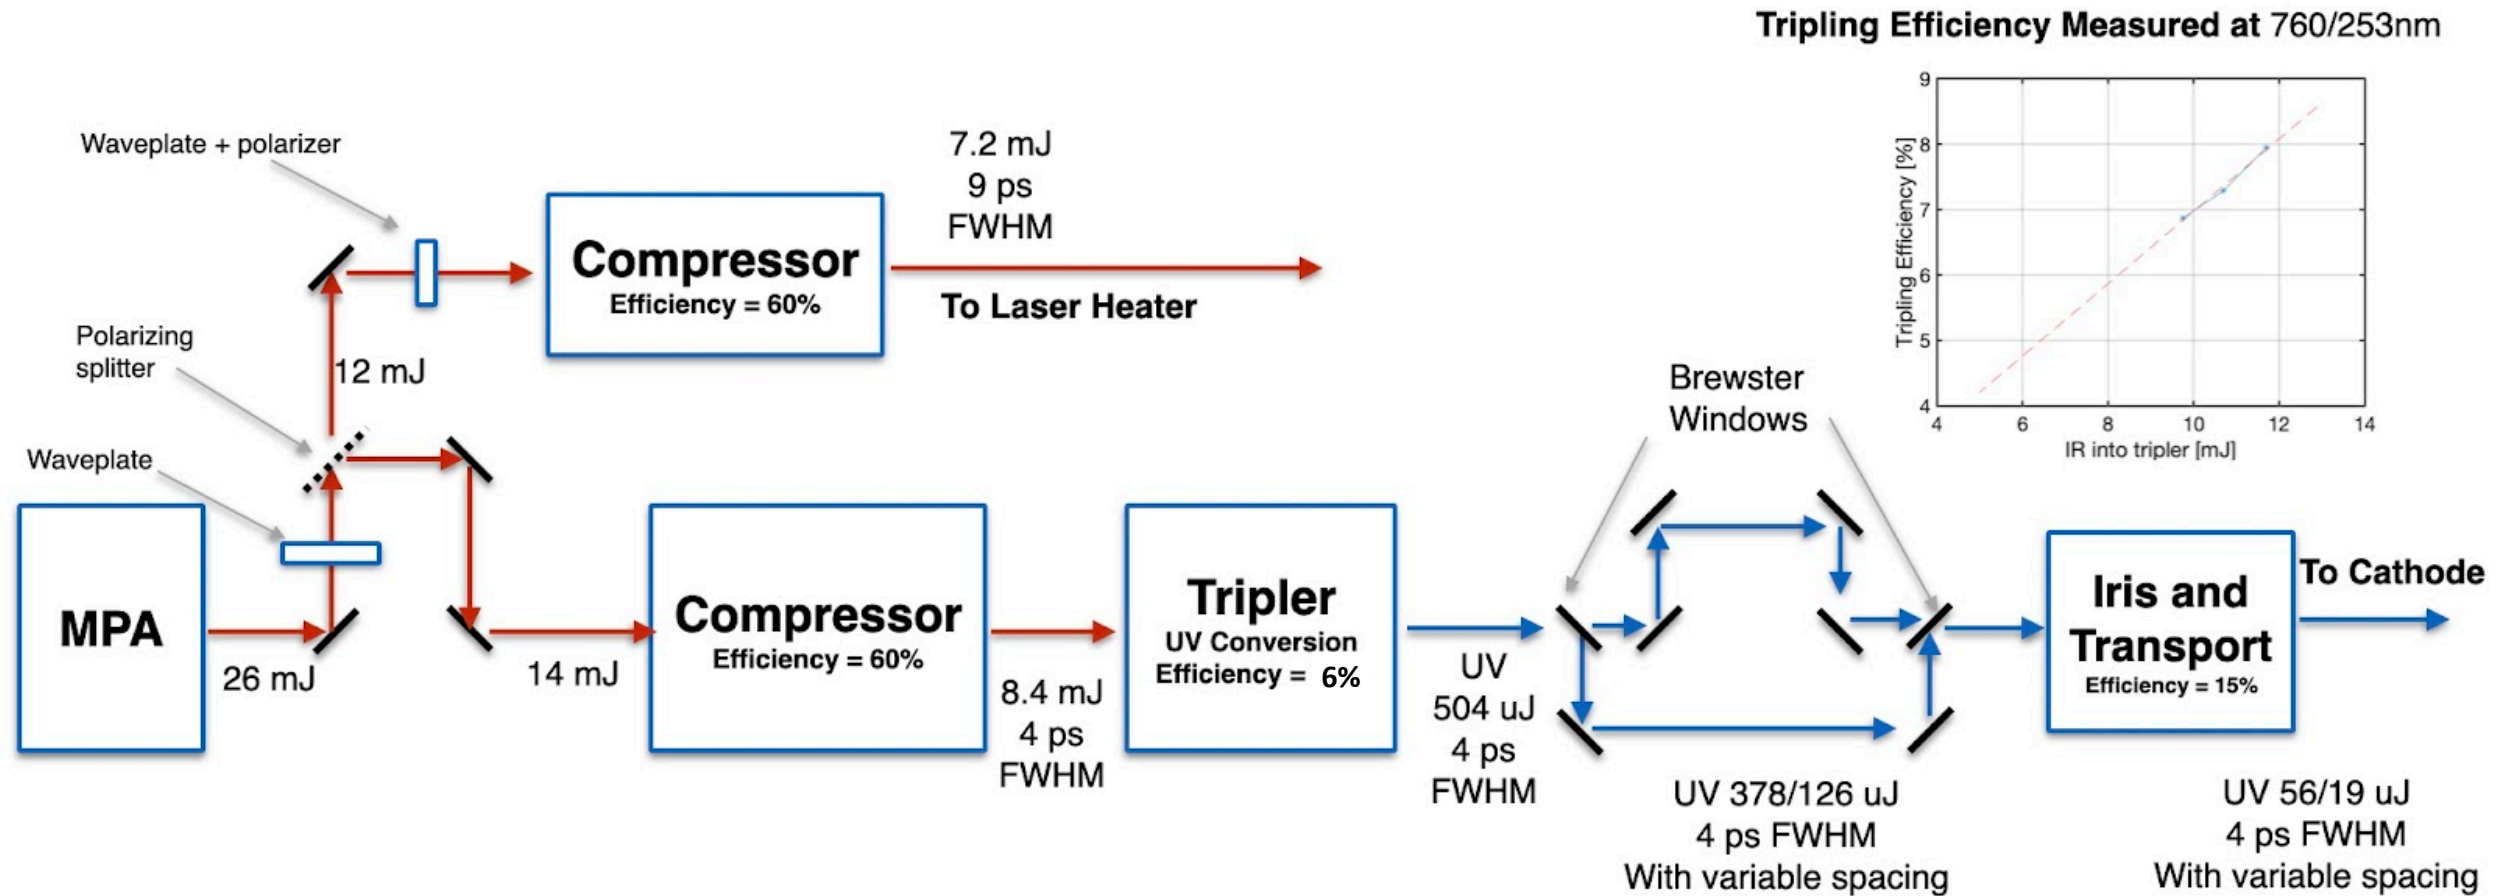 Tripling Efficiency Measured at 760/253nm
9
8
7
6
5
4
Tripling Efficiency [%]
4 6 8 10 12 14
IR into tripler [mJ]
Waveplate + polarizer
7.2 mJ
9 ps
FWHM
Compressor
Efficiency = 60%
To Laser Heater
Polarizing
splitter
12 mJ
Waveplate
MPA
26 mJ
14 mJ
Compressor
Efficiency = 60%
8.4 mJ
4 ps
FWHM
Tripler
UV Conversion
Efficiency = 6%
UV
504 uJ
4 ps
FWHM
Brewster
Windows
UV 378/126 uJ
4 ps FWHM
With variable spacing
Iris and
Transport
Efficiency = 15%
To Cathode
UV 56/19 uJ
4 ps FWHM
With variable spacing